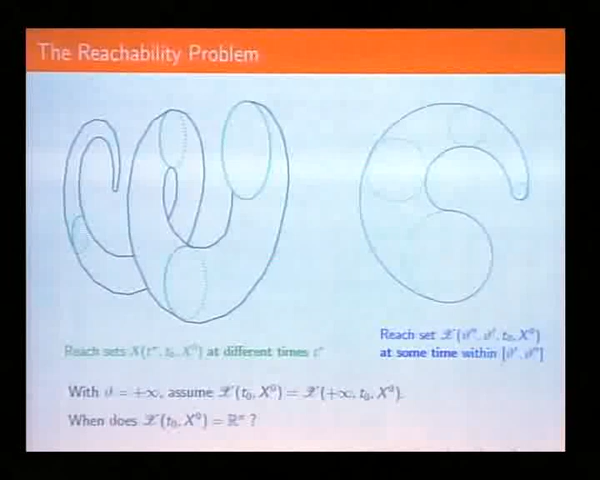 The Reachability Problem
Reach sets X(t*, t₀, X⁰) at different times t*
Reach set 𝒳(ϑ″, ϑ′, t₀, X⁰)
at some time within [ϑ′, ϑ″]
With ϑ = +∞, assume 𝒳(t₀, X⁰) = 𝒳(+∞, t₀, X⁰).
When does 𝒳(t₀, X⁰) = ℝⁿ ?